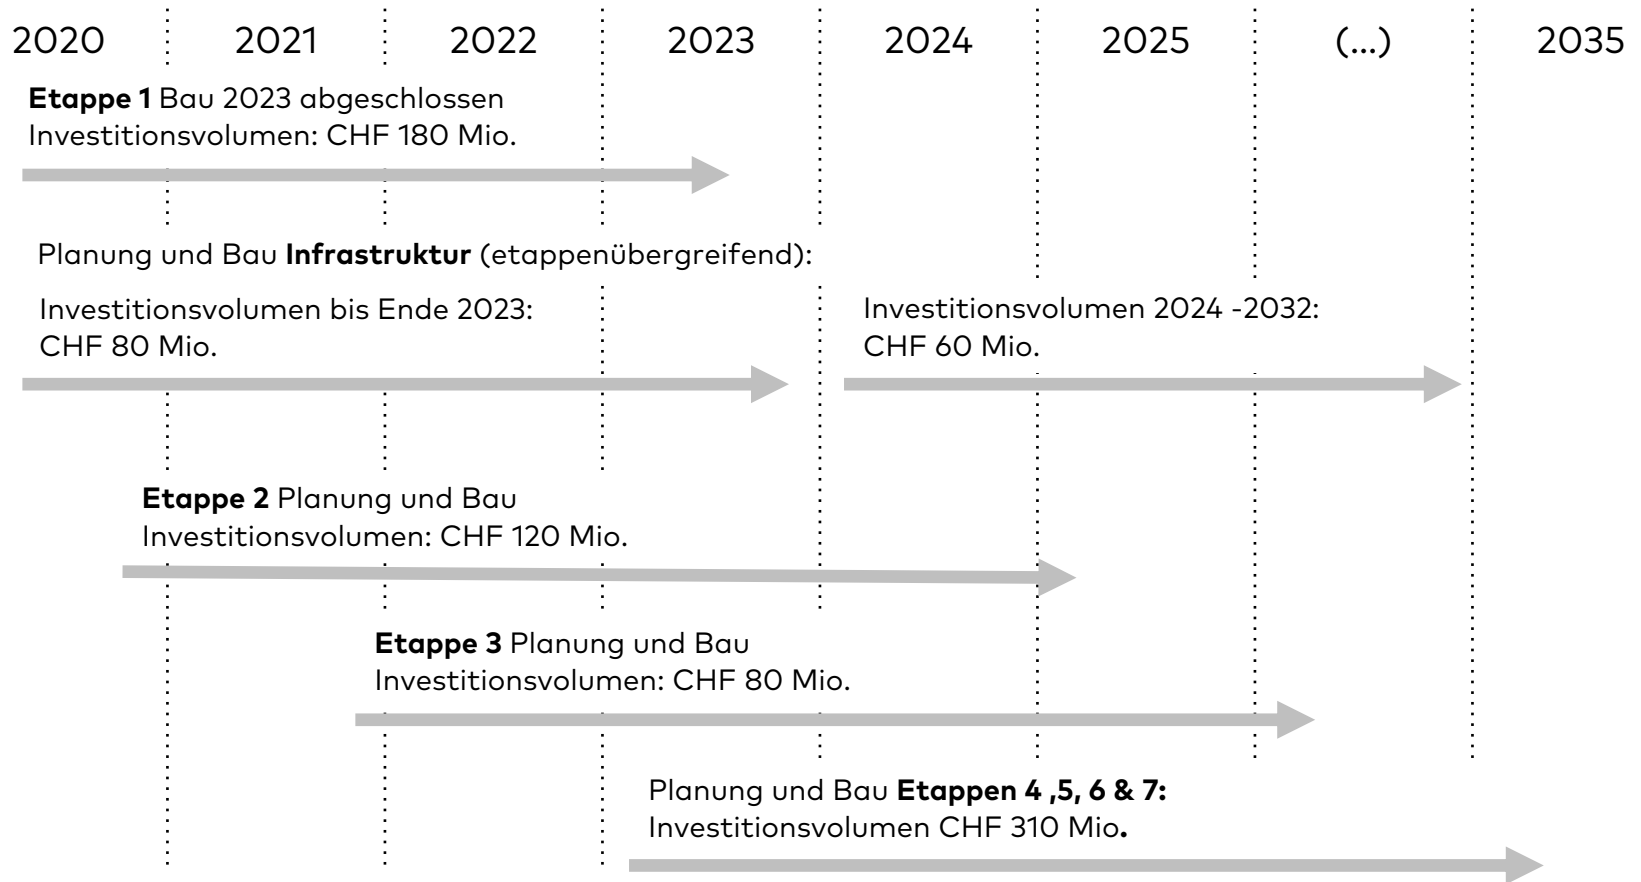 2020 2021 2022 2023 2024 2025 (...) 2035
Etappe 1 Bau 2023 abgeschlossen
Investitionsvolumen: CHF 180 Mio.
Planung und Bau Infrastruktur (etappenübergreifend):
Investitionsvolumen bis Ende 2023:
CHF 80 Mio.
Investitionsvolumen 2024 -2032:
CHF 60 Mio.
Etappe 2 Planung und Bau
Investitionsvolumen: CHF 120 Mio.
Etappe 3 Planung und Bau
Investitionsvolumen: CHF 80 Mio.
Planung und Bau Etappen 4 ,5, 6 & 7:
Investitionsvolumen CHF 310 Mio.